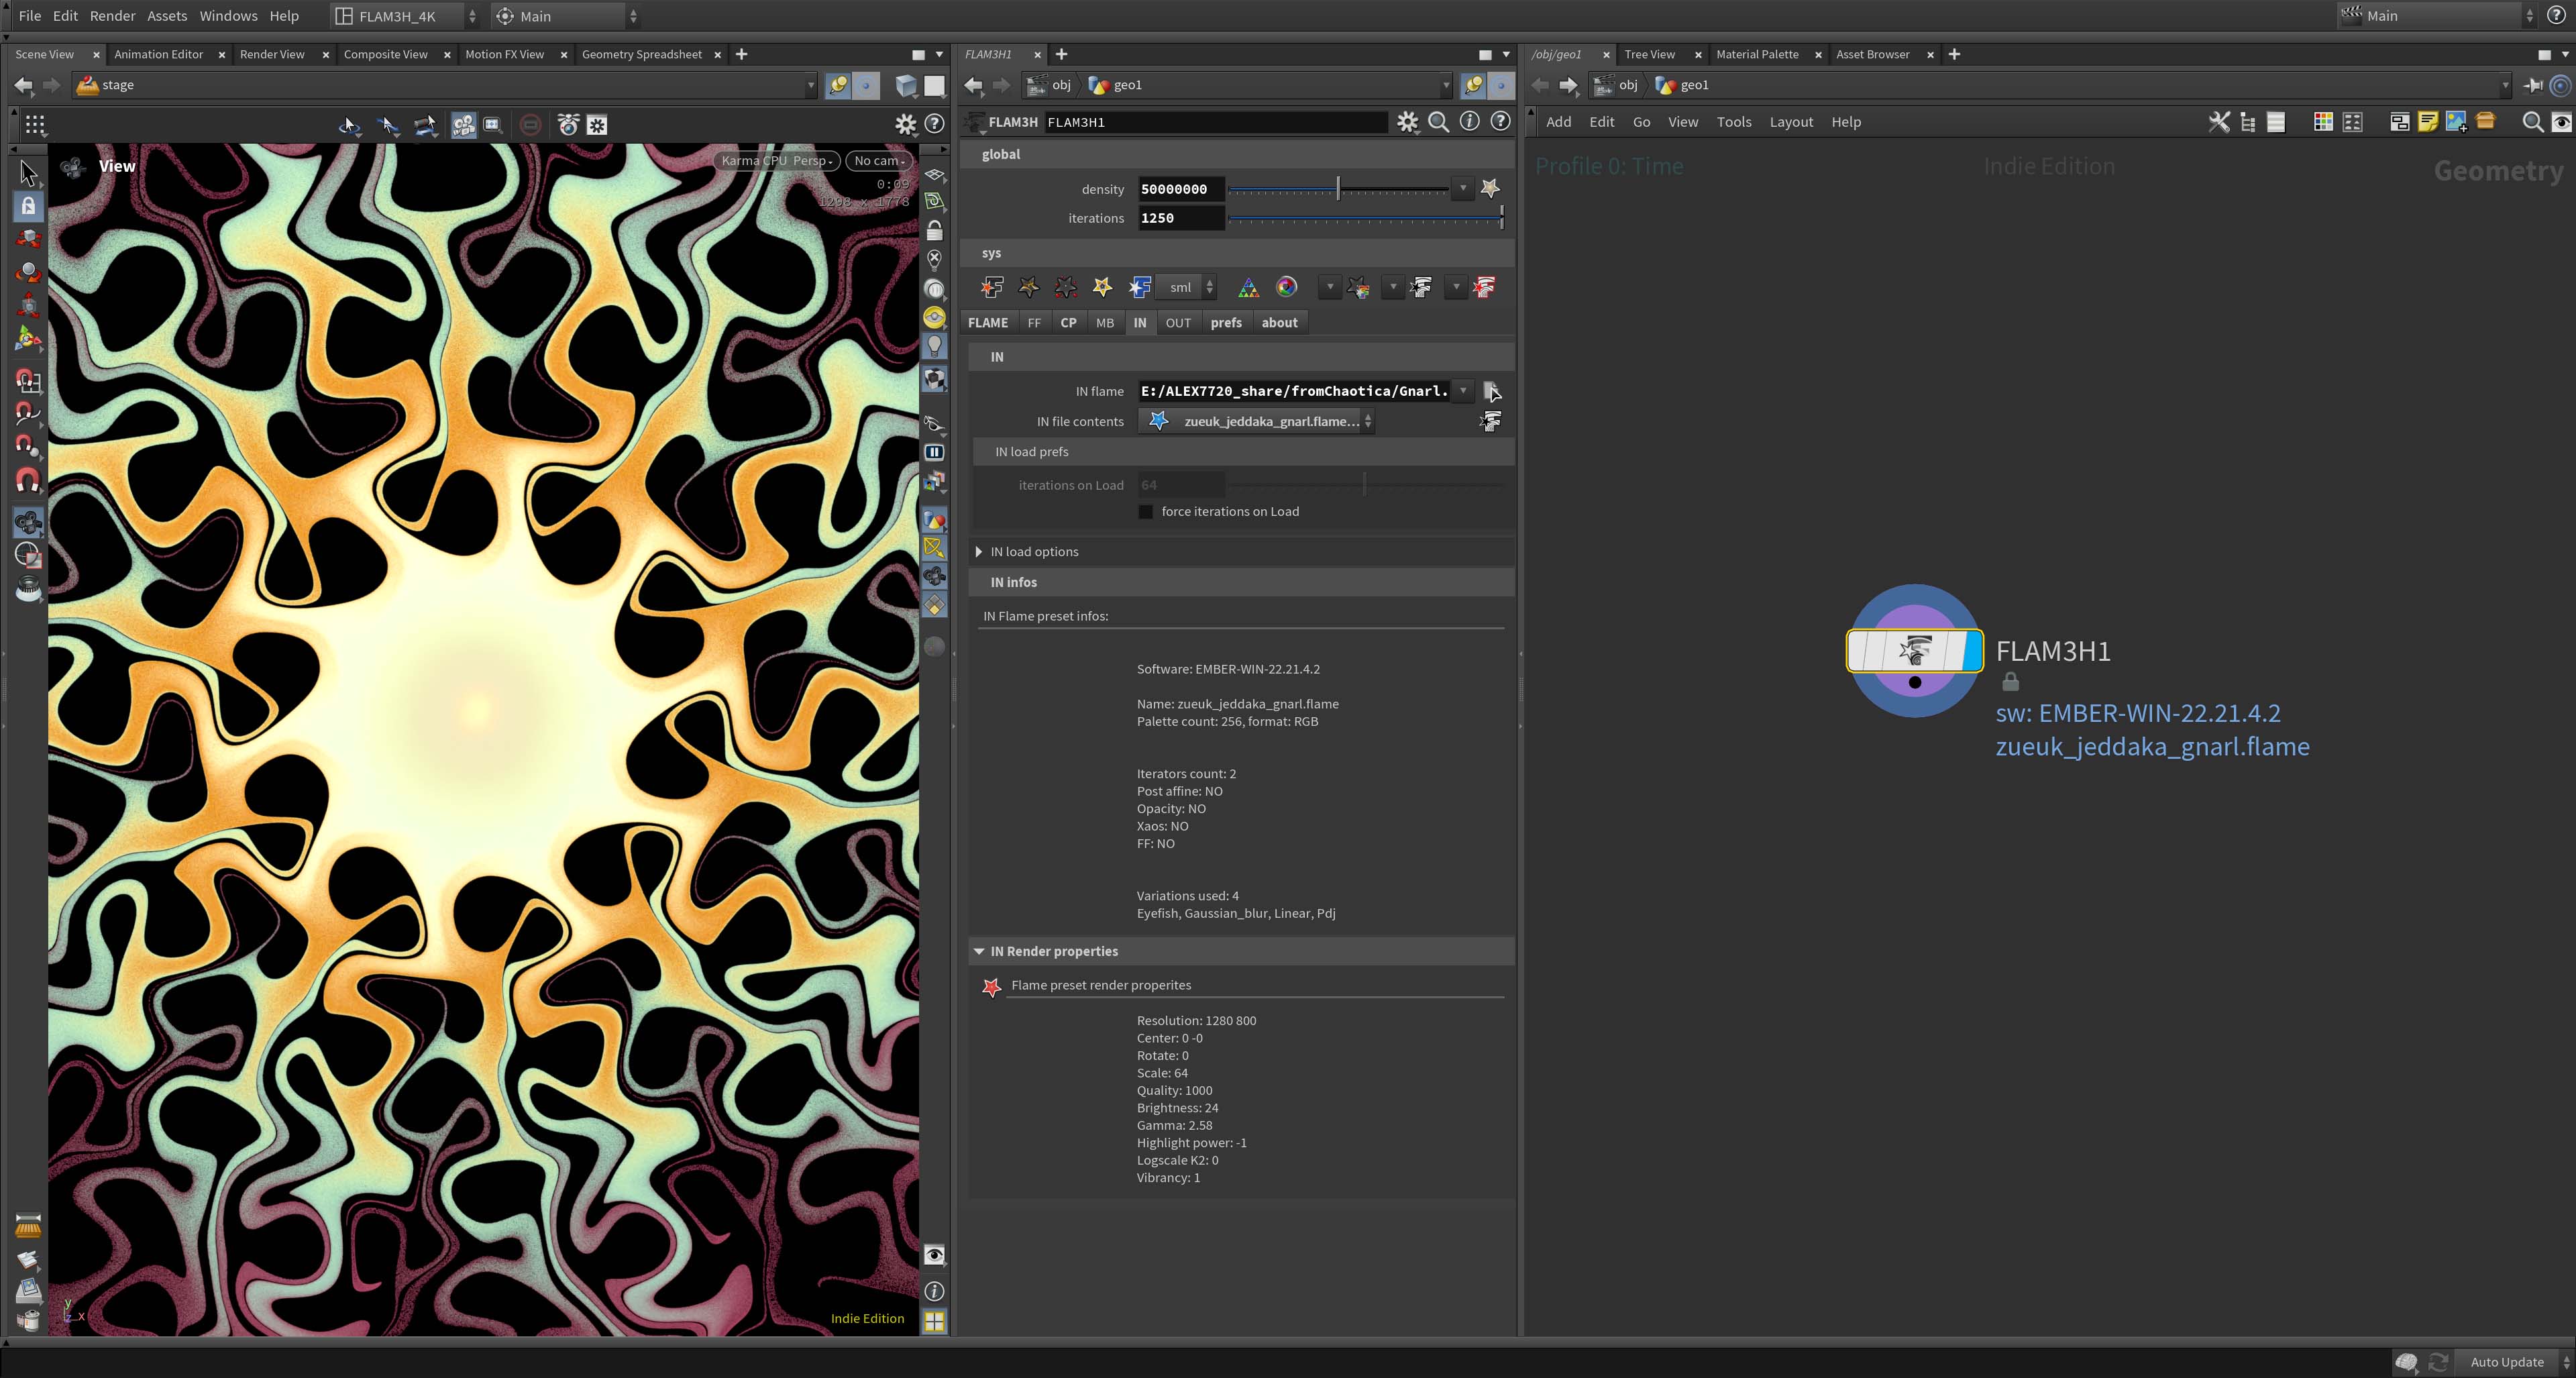 File Edit Render Assets Windows Help FLAM3H_4K Main Main
Scene View Animation Editor Render View Composite View Motion FX View Geometry Spreadsheet
stage
View
Karma CPU Persp No cam
0:09
1298 x 1778
Indie Edition
y
z x
FLAM3H1
obj geo1
FLAM3H FLAM3H1
global
density 50000000
iterations 1250
sys
sml
FLAME FF CP MB IN OUT prefs about
IN
IN flame E:/ALEX7720_share/fromChaotica/Gnarl.
IN file contents zueuk_jeddaka_gnarl.flame...
IN load prefs
iterations on Load 64
force iterations on Load
IN load options
IN infos
IN Flame preset infos:
Software: EMBER-WIN-22.21.4.2
Name: zueuk_jeddaka_gnarl.flame
Palette count: 256, format: RGB
Iterators count: 2
Post affine: NO
Opacity: NO
Xaos: NO
FF: NO
Variations used: 4
Eyefish, Gaussian_blur, Linear, Pdj
IN Render properties
Flame preset render properites
Resolution: 1280 800
Center: 0 -0
Rotate: 0
Scale: 64
Quality: 1000
Brightness: 24
Gamma: 2.58
Highlight power: -1
Logscale K2: 0
Vibrancy: 1
/obj/geo1 Tree View Material Palette Asset Browser
obj geo1
Add Edit Go View Tools Layout Help
Profile 0: Time Indie Edition Geometry
FLAM3H1
sw: EMBER-WIN-22.21.4.2
zueuk_jeddaka_gnarl.flame
Auto Update